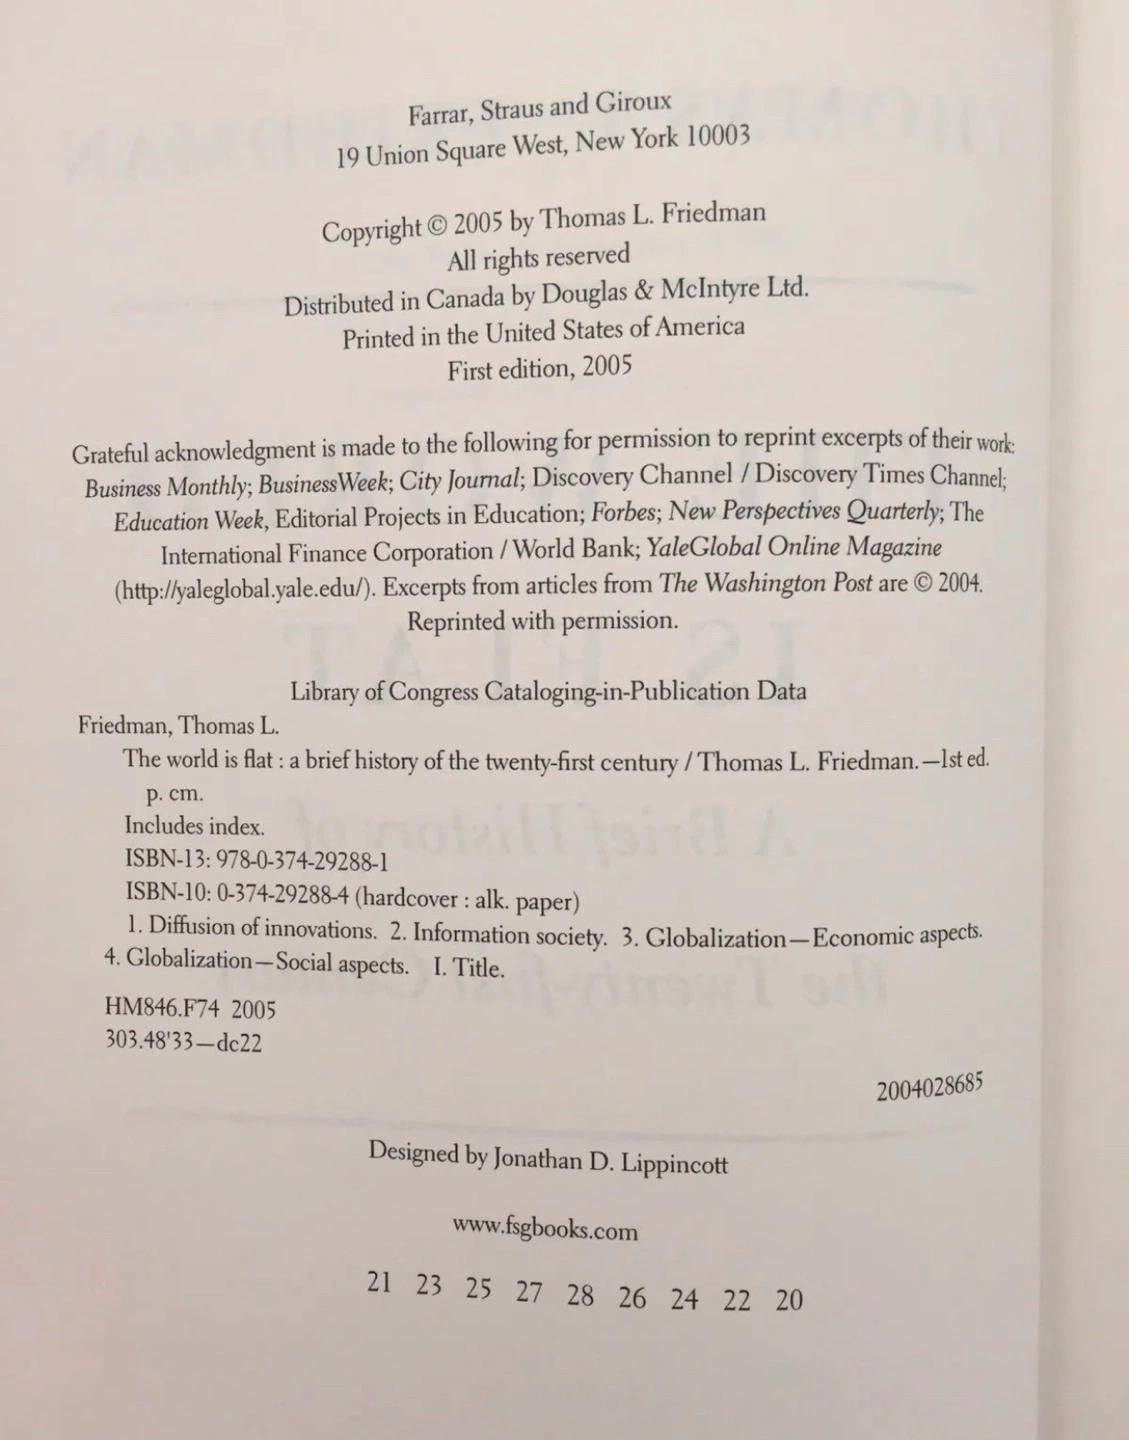 Farrar, Straus and Giroux
19 Union Square West, New York 10003
Copyright © 2005 by Thomas L. Friedman
All rights reserved
Distributed in Canada by Douglas & McIntyre Ltd.
Printed in the United States of America
First edition, 2005
Grateful acknowledgment is made to the following for permission to reprint excerpts of their work:
Business Monthly; BusinessWeek; City Journal; Discovery Channel / Discovery Times Channel;
Education Week, Editorial Projects in Education; Forbes; New Perspectives Quarterly; The
International Finance Corporation / World Bank; YaleGlobal Online Magazine
(http://yaleglobal.yale.edu/). Excerpts from articles from The Washington Post are © 2004.
Reprinted with permission.
Library of Congress Cataloging-in-Publication Data
Friedman, Thomas L.
The world is flat : a brief history of the twenty-first century / Thomas L. Friedman.—1st ed.
p. cm.
Includes index.
ISBN-13: 978-0-374-29288-1
ISBN-10: 0-374-29288-4 (hardcover : alk. paper)
1. Diffusion of innovations. 2. Information society. 3. Globalization—Economic aspects.
4. Globalization—Social aspects. I. Title.
HM846.F74 2005
303.48'33—dc22
2004028685
Designed by Jonathan D. Lippincott
www.fsgbooks.com
21 23 25 27 28 26 24 22 20